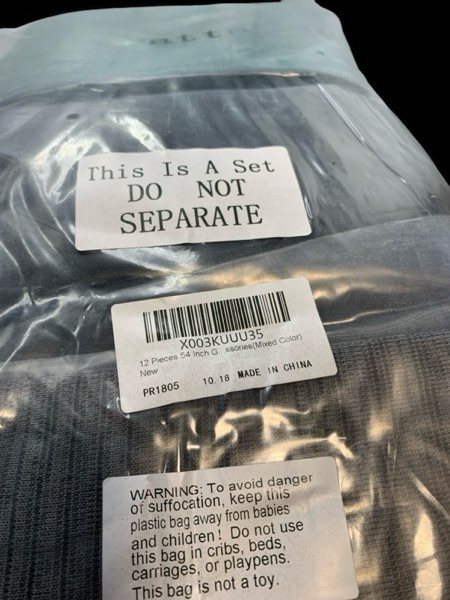 This Is A Set
DO NOT
SEPARATE
X003KUUU35
12 Pieces 54 Inch G...ssories(Mixed Color)
New
PR1805 10.18 MADE IN CHINA
WARNING: To avoid danger
of suffocation, keep this
plastic bag away from babies
and children! Do not use
this bag in cribs, beds,
carriages, or playpens.
This bag is not a toy.